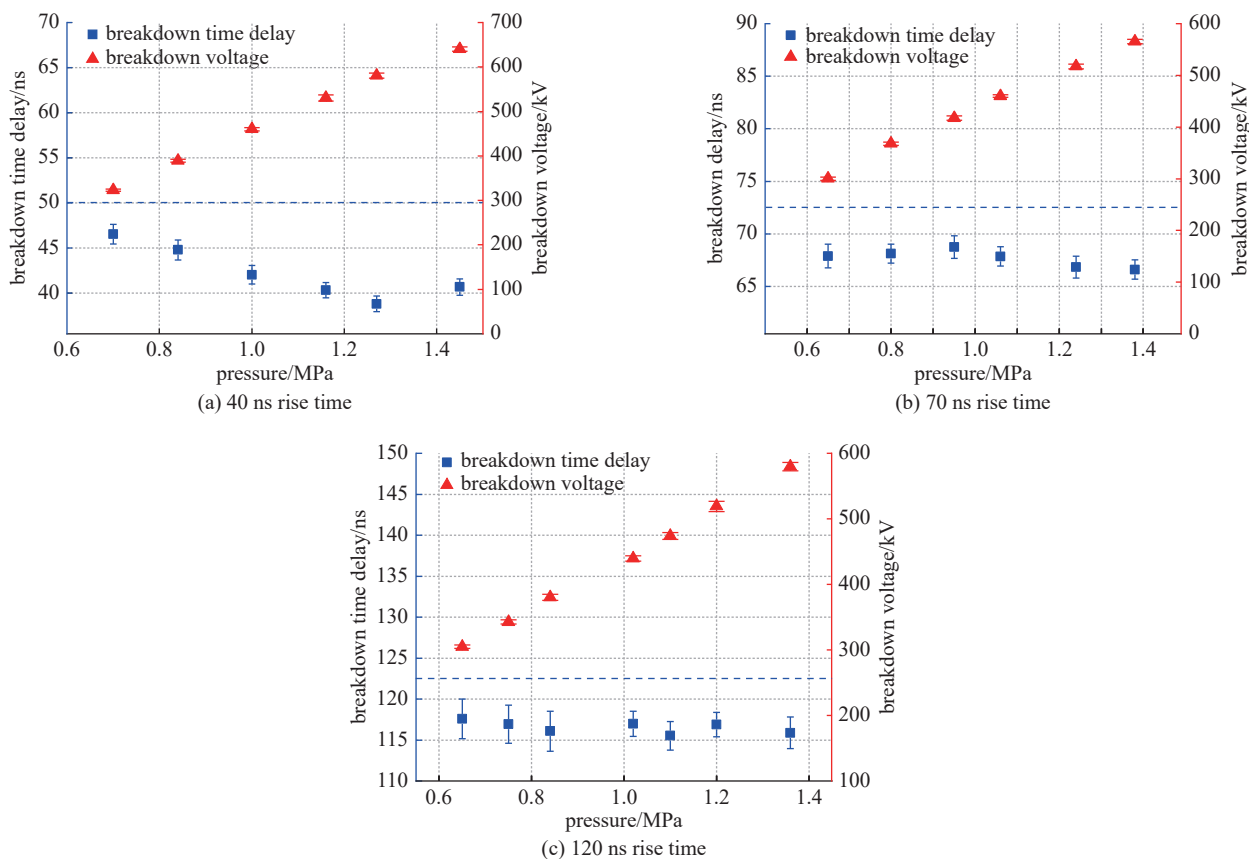 breakdown time delay
breakdown voltage
breakdown time delay/ns
70
65
60
55
50
45
40
700
600
500
400
300
200
100
0
breakdown voltage/kV
0.6 0.8 1.0 1.2 1.4
pressure/MPa
(a) 40 ns rise time
breakdown time delay
breakdown voltage
breakdown delay/ns
90
85
80
75
70
65
600
500
400
300
200
100
0
breakdown voltage/kV
0.6 0.8 1.0 1.2 1.4
pressure/MPa
(b) 70 ns rise time
breakdown time delay
breakdown voltage
breakdown time delay/ns
150
145
140
135
130
125
120
115
110
600
500
400
300
200
100
breakdown voltage/kV
0.6 0.8 1.0 1.2 1.4
pressure/MPa
(c) 120 ns rise time